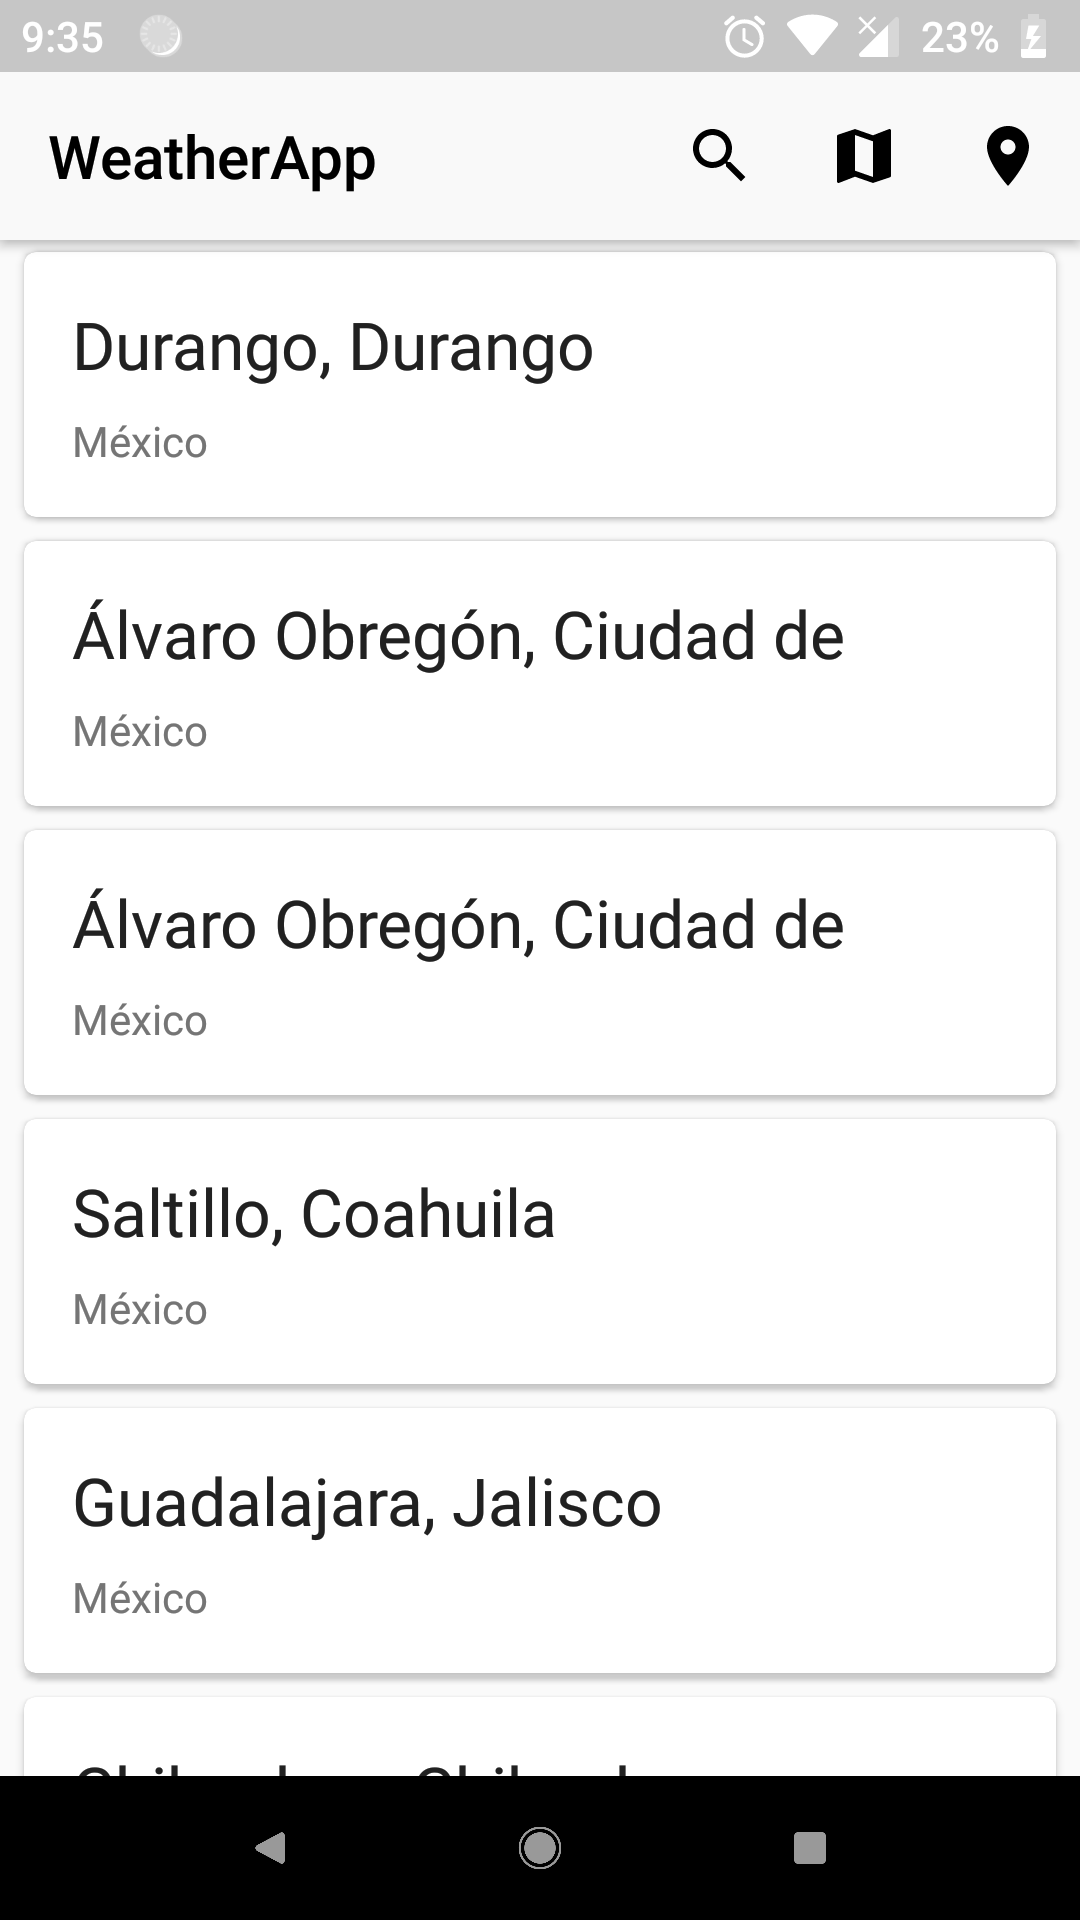 9:35 23%
WeatherApp
Durango, Durango
México
Álvaro Obregón, Ciudad de
México
Álvaro Obregón, Ciudad de
México
Saltillo, Coahuila
México
Guadalajara, Jalisco
México